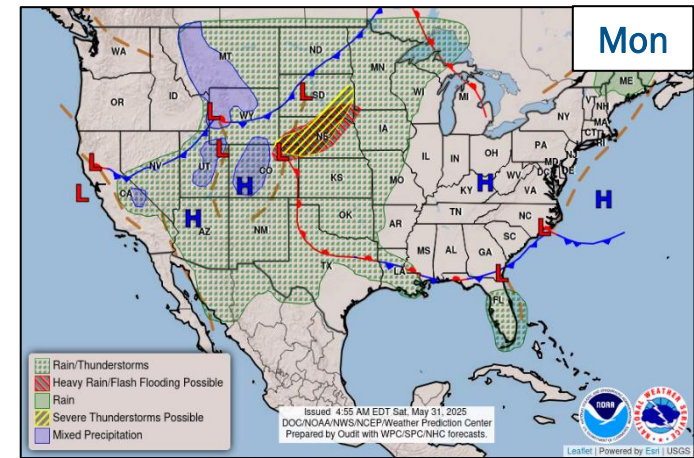 Mon
WA
MT
ND
MN
ME
OR
ID
WY
SD
WI
MI
VT
NH
NY
MA
CT
RI
NE
IA
PA
NJ
NV
UT
CO
IL
IN
OH
MD
DE
DC
CA
KS
MO
KY
WV
VA
AZ
NM
OK
AR
TN
NC
SC
MS
AL
GA
TX
LA
FL
L
L
L
L
L
L
L
L
H
H
H
H
Rain/Thunderstorms
Heavy Rain/Flash Flooding Possible
Rain
Severe Thunderstorms Possible
Mixed Precipitation
Issued 4:55 AM EDT Sat, May 31, 2025
DOC/NOAA/NWS/NCEP/Weather Prediction Center
Prepared by Oudit with WPC/SPC/NHC forecasts.
NOAA
NATIONAL WEATHER SERVICE
Leaflet | Powered by Esri | USGS